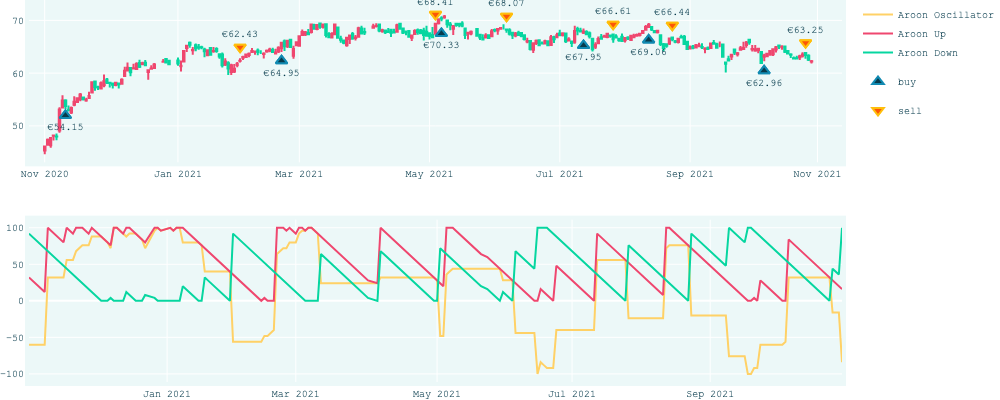 €68.41
€68.07
€66.61
€66.44
€63.25
€62.43
€70.33
€67.95
€69.06
€64.95
€62.96
€54.15
70
60
50
Nov 2020
Jan 2021
Mar 2021
May 2021
Jul 2021
Sep 2021
Nov 2021
Aroon Oscillator
Aroon Up
Aroon Down
buy
sell
100
50
0
−50
−100
Jan 2021
Mar 2021
May 2021
Jul 2021
Sep 2021